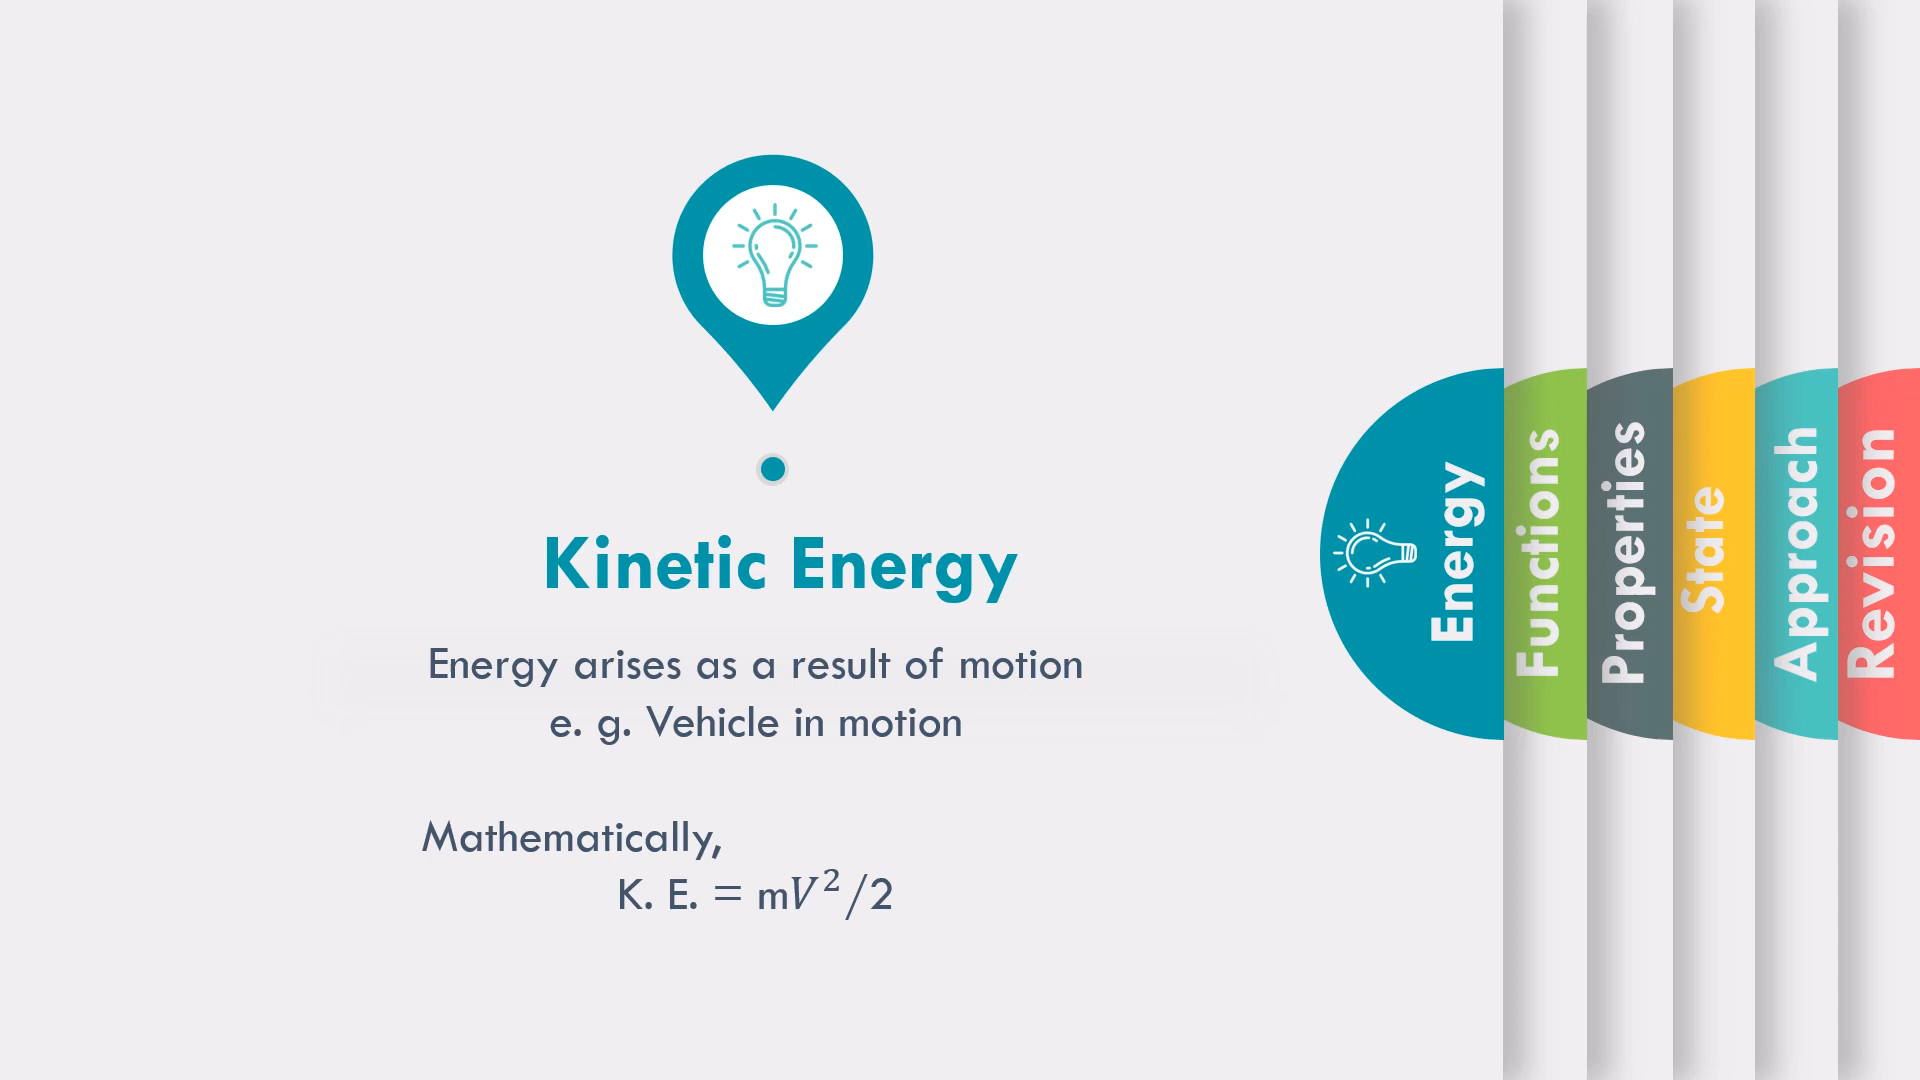 Kinetic Energy
Energy arises as a result of motion
e. g. Vehicle in motion
Mathematically,
K. E. = mV²/2
Energy
Functions
Properties
State
Approach
Revision